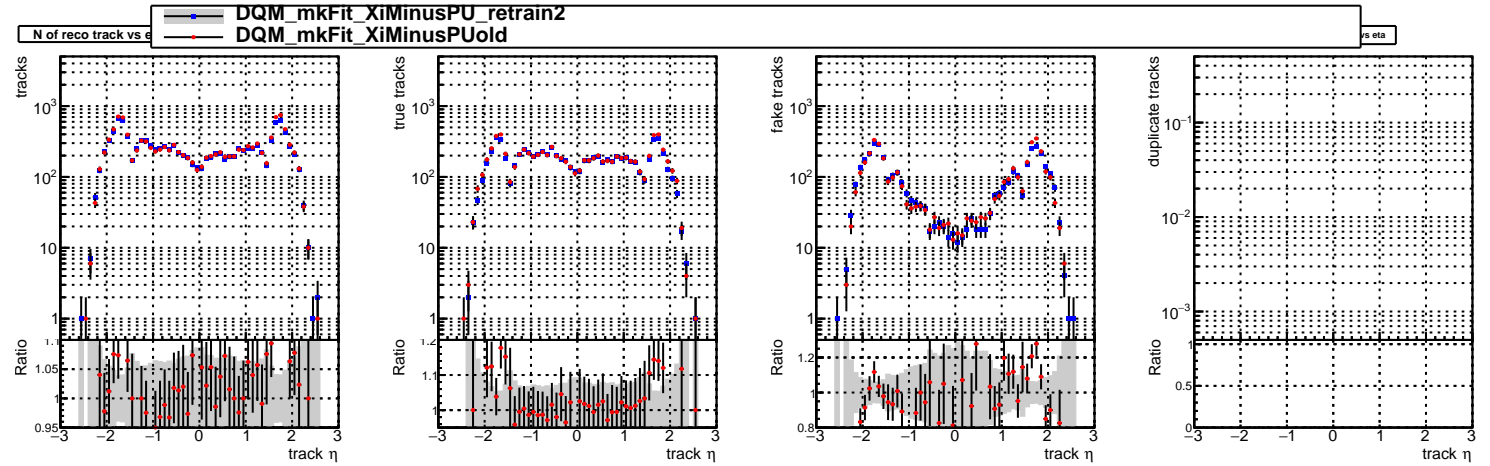 DQM_mkFit_XiMinusPU_retrain2
DQM_mkFit_XiMinusPUold
N of reco track vs e
vs eta
tracks
10³
10²
10
1
Ratio
1.1
1.05
1
0.95
−3 −2 −1 0 1 2 3
track η
true tracks
10³
10²
10
1
Ratio
1.2
1.1
1
−3 −2 −1 0 1 2 3
track η
fake tracks
10³
10²
10
1
Ratio
1.2
1
0.8
−3 −2 −1 0 1 2 3
track η
duplicate tracks
10⁻¹
10⁻²
10⁻³
Ratio
1
0.5
0
−3 −2 −1 0 1 2 3
track η